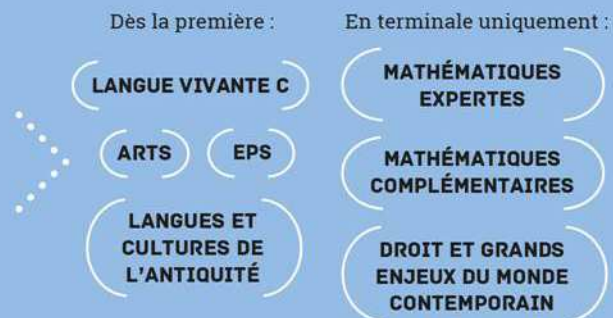 Dès la première :
LANGUE VIVANTE C
ARTS
EPS
LANGUES ET
CULTURES DE
L'ANTIQUITÉ
En terminale uniquement :
MATHÉMATIQUES
EXPERTES
MATHÉMATIQUES
COMPLÉMENTAIRES
DROIT ET GRANDS
ENJEUX DU MONDE
CONTEMPORAIN